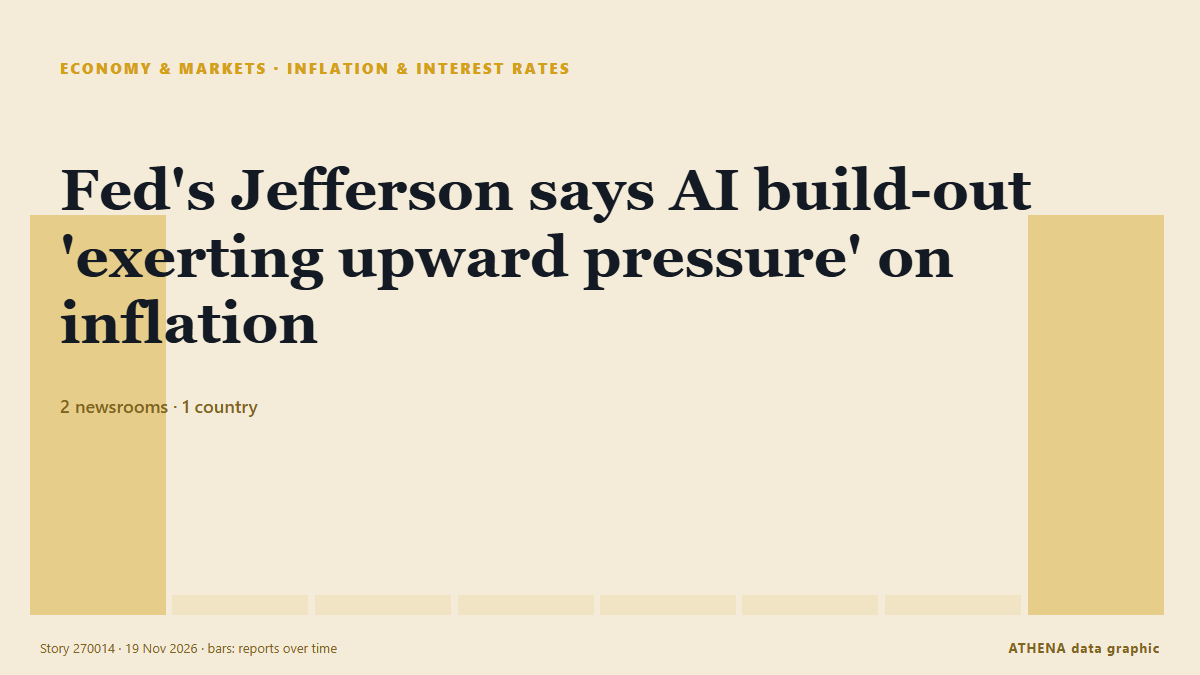 ECONOMY & MARKETS · INFLATION & INTEREST RATES
Fed's Jefferson says AI build-out
'exerting upward pressure' on
inflation
2 newsrooms · 1 country
Story 270014 · 19 Nov 2026 · bars: reports over time
ATHENA data graphic